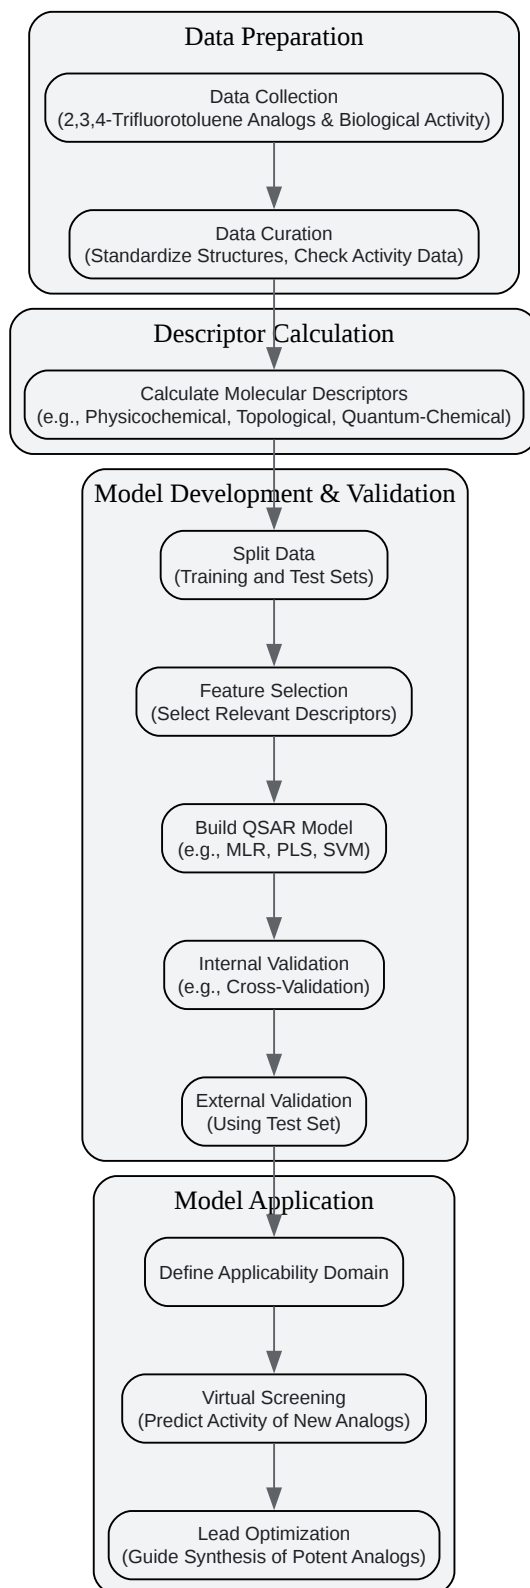 Data Preparation
Data Collection
(2,3,4-Trifluorotoluene Analogs & Biological Activity)
Data Curation
(Standardize Structures, Check Activity Data)
Descriptor Calculation
Calculate Molecular Descriptors
(e.g., Physicochemical, Topological, Quantum-Chemical)
Model Development & Validation
Split Data
(Training and Test Sets)
Feature Selection
(Select Relevant Descriptors)
Build QSAR Model
(e.g., MLR, PLS, SVM)
Internal Validation
(e.g., Cross-Validation)
External Validation
(Using Test Set)
Model Application
Define Applicability Domain
Virtual Screening
(Predict Activity of New Analogs)
Lead Optimization
(Guide Synthesis of Potent Analogs)